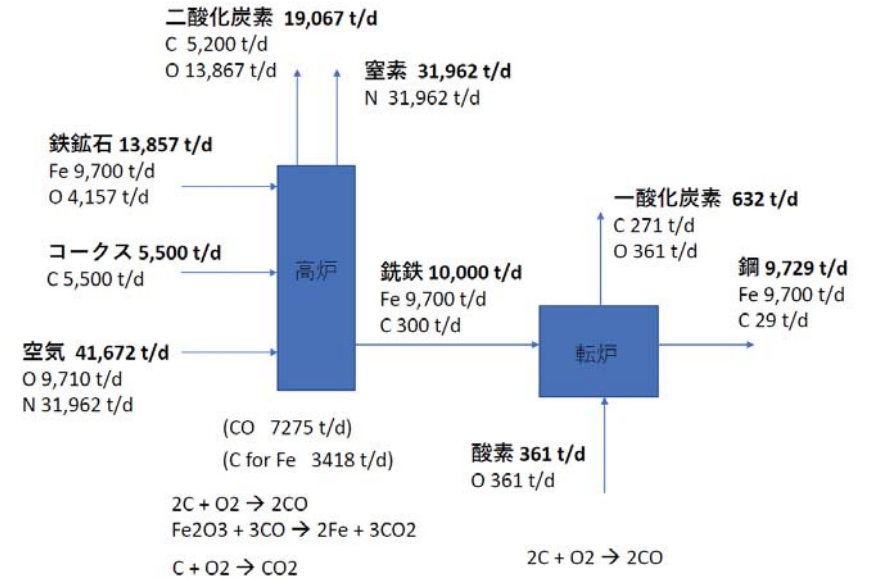 二酸化炭素 19,067 t/d
C 5,200 t/d
O 13,867 t/d
窒素 31,962 t/d
N 31,962 t/d
鉄鉱石 13,857 t/d
Fe 9,700 t/d
O 4,157 t/d
コークス 5,500 t/d
C 5,500 t/d
空気 41,672 t/d
O 9,710 t/d
N 31,962 t/d
高炉
(CO 7275 t/d)
(C for Fe 3418 t/d)
2C + O2 → 2CO
Fe2O3 + 3CO → 2Fe + 3CO2
C + O2 → CO2
銑鉄 10,000 t/d
Fe 9,700 t/d
C 300 t/d
一酸化炭素 632 t/d
C 271 t/d
O 361 t/d
転炉
鋼 9,729 t/d
Fe 9,700 t/d
C 29 t/d
酸素 361 t/d
O 361 t/d
2C + O2 → 2CO